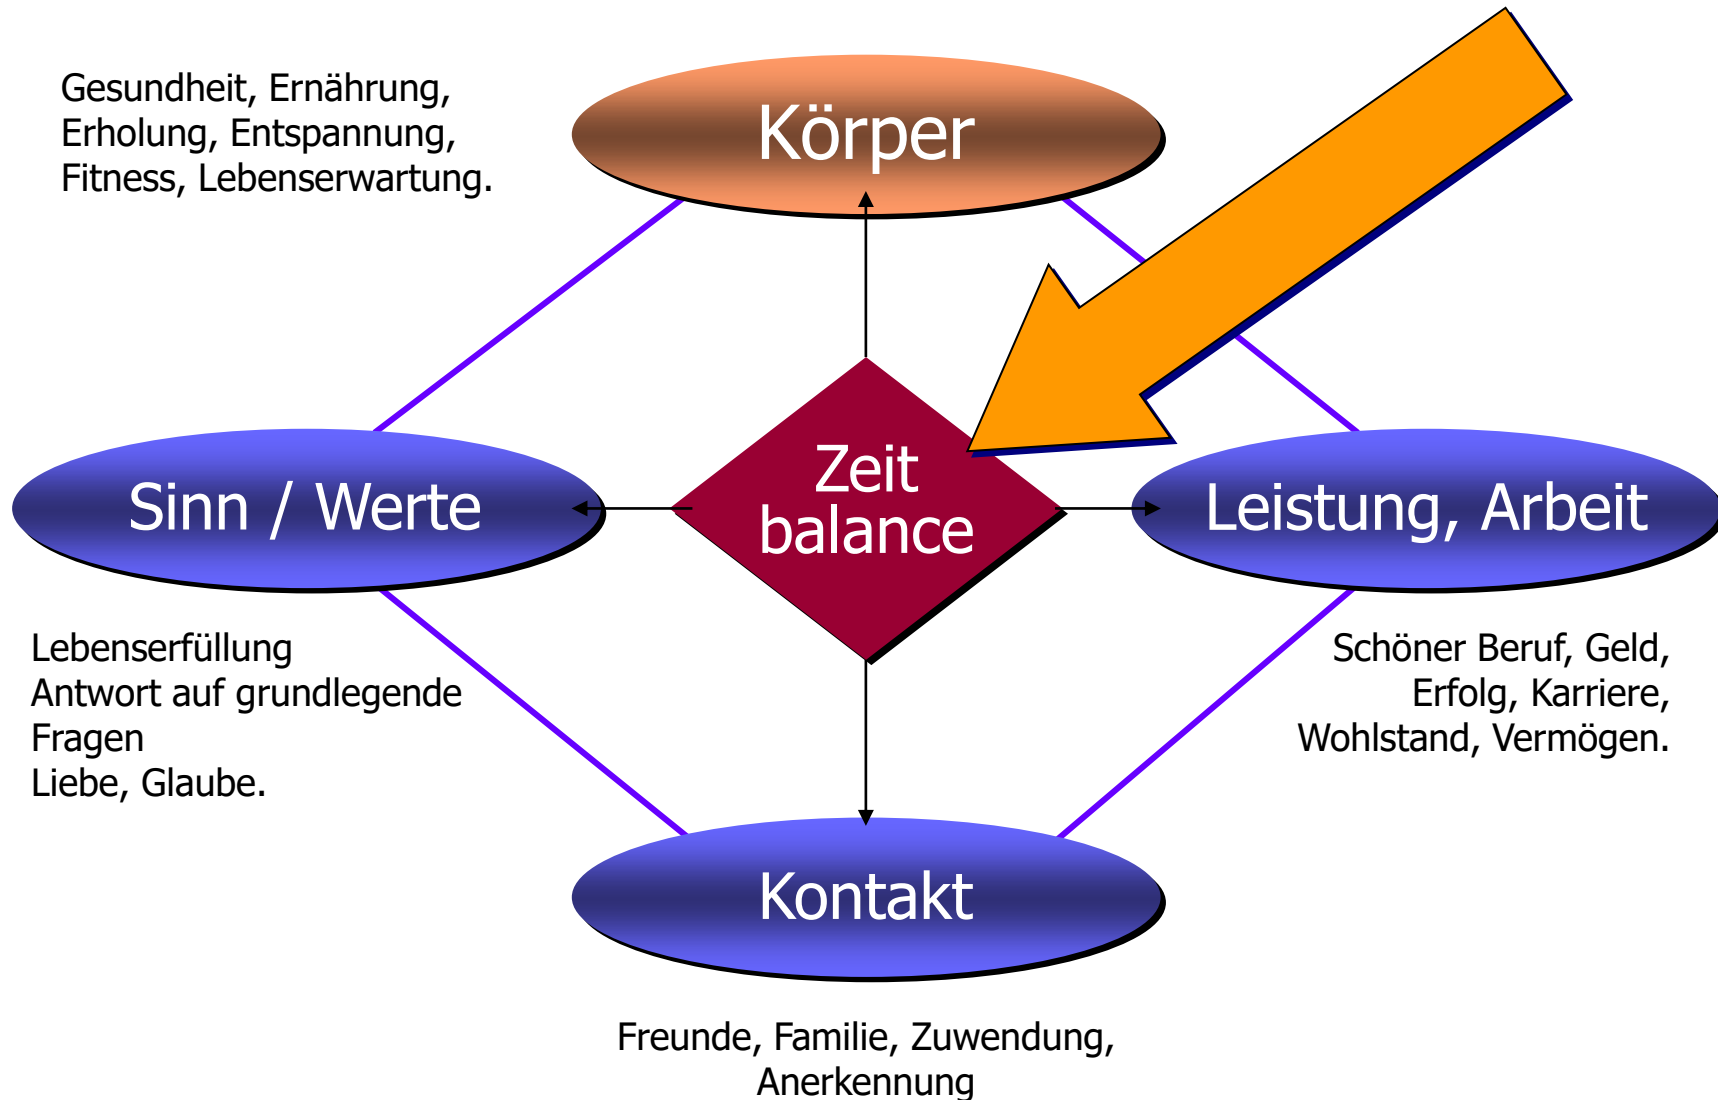 Gesundheit, Ernährung,
Erholung, Entspannung,
Fitness, Lebenserwartung.
Körper
Zeit
balance
Sinn / Werte
Leistung, Arbeit
Lebenserfüllung
Antwort auf grundlegende
Fragen
Liebe, Glaube.
Schöner Beruf, Geld,
Erfolg, Karriere,
Wohlstand, Vermögen.
Kontakt
Freunde, Familie, Zuwendung,
Anerkennung